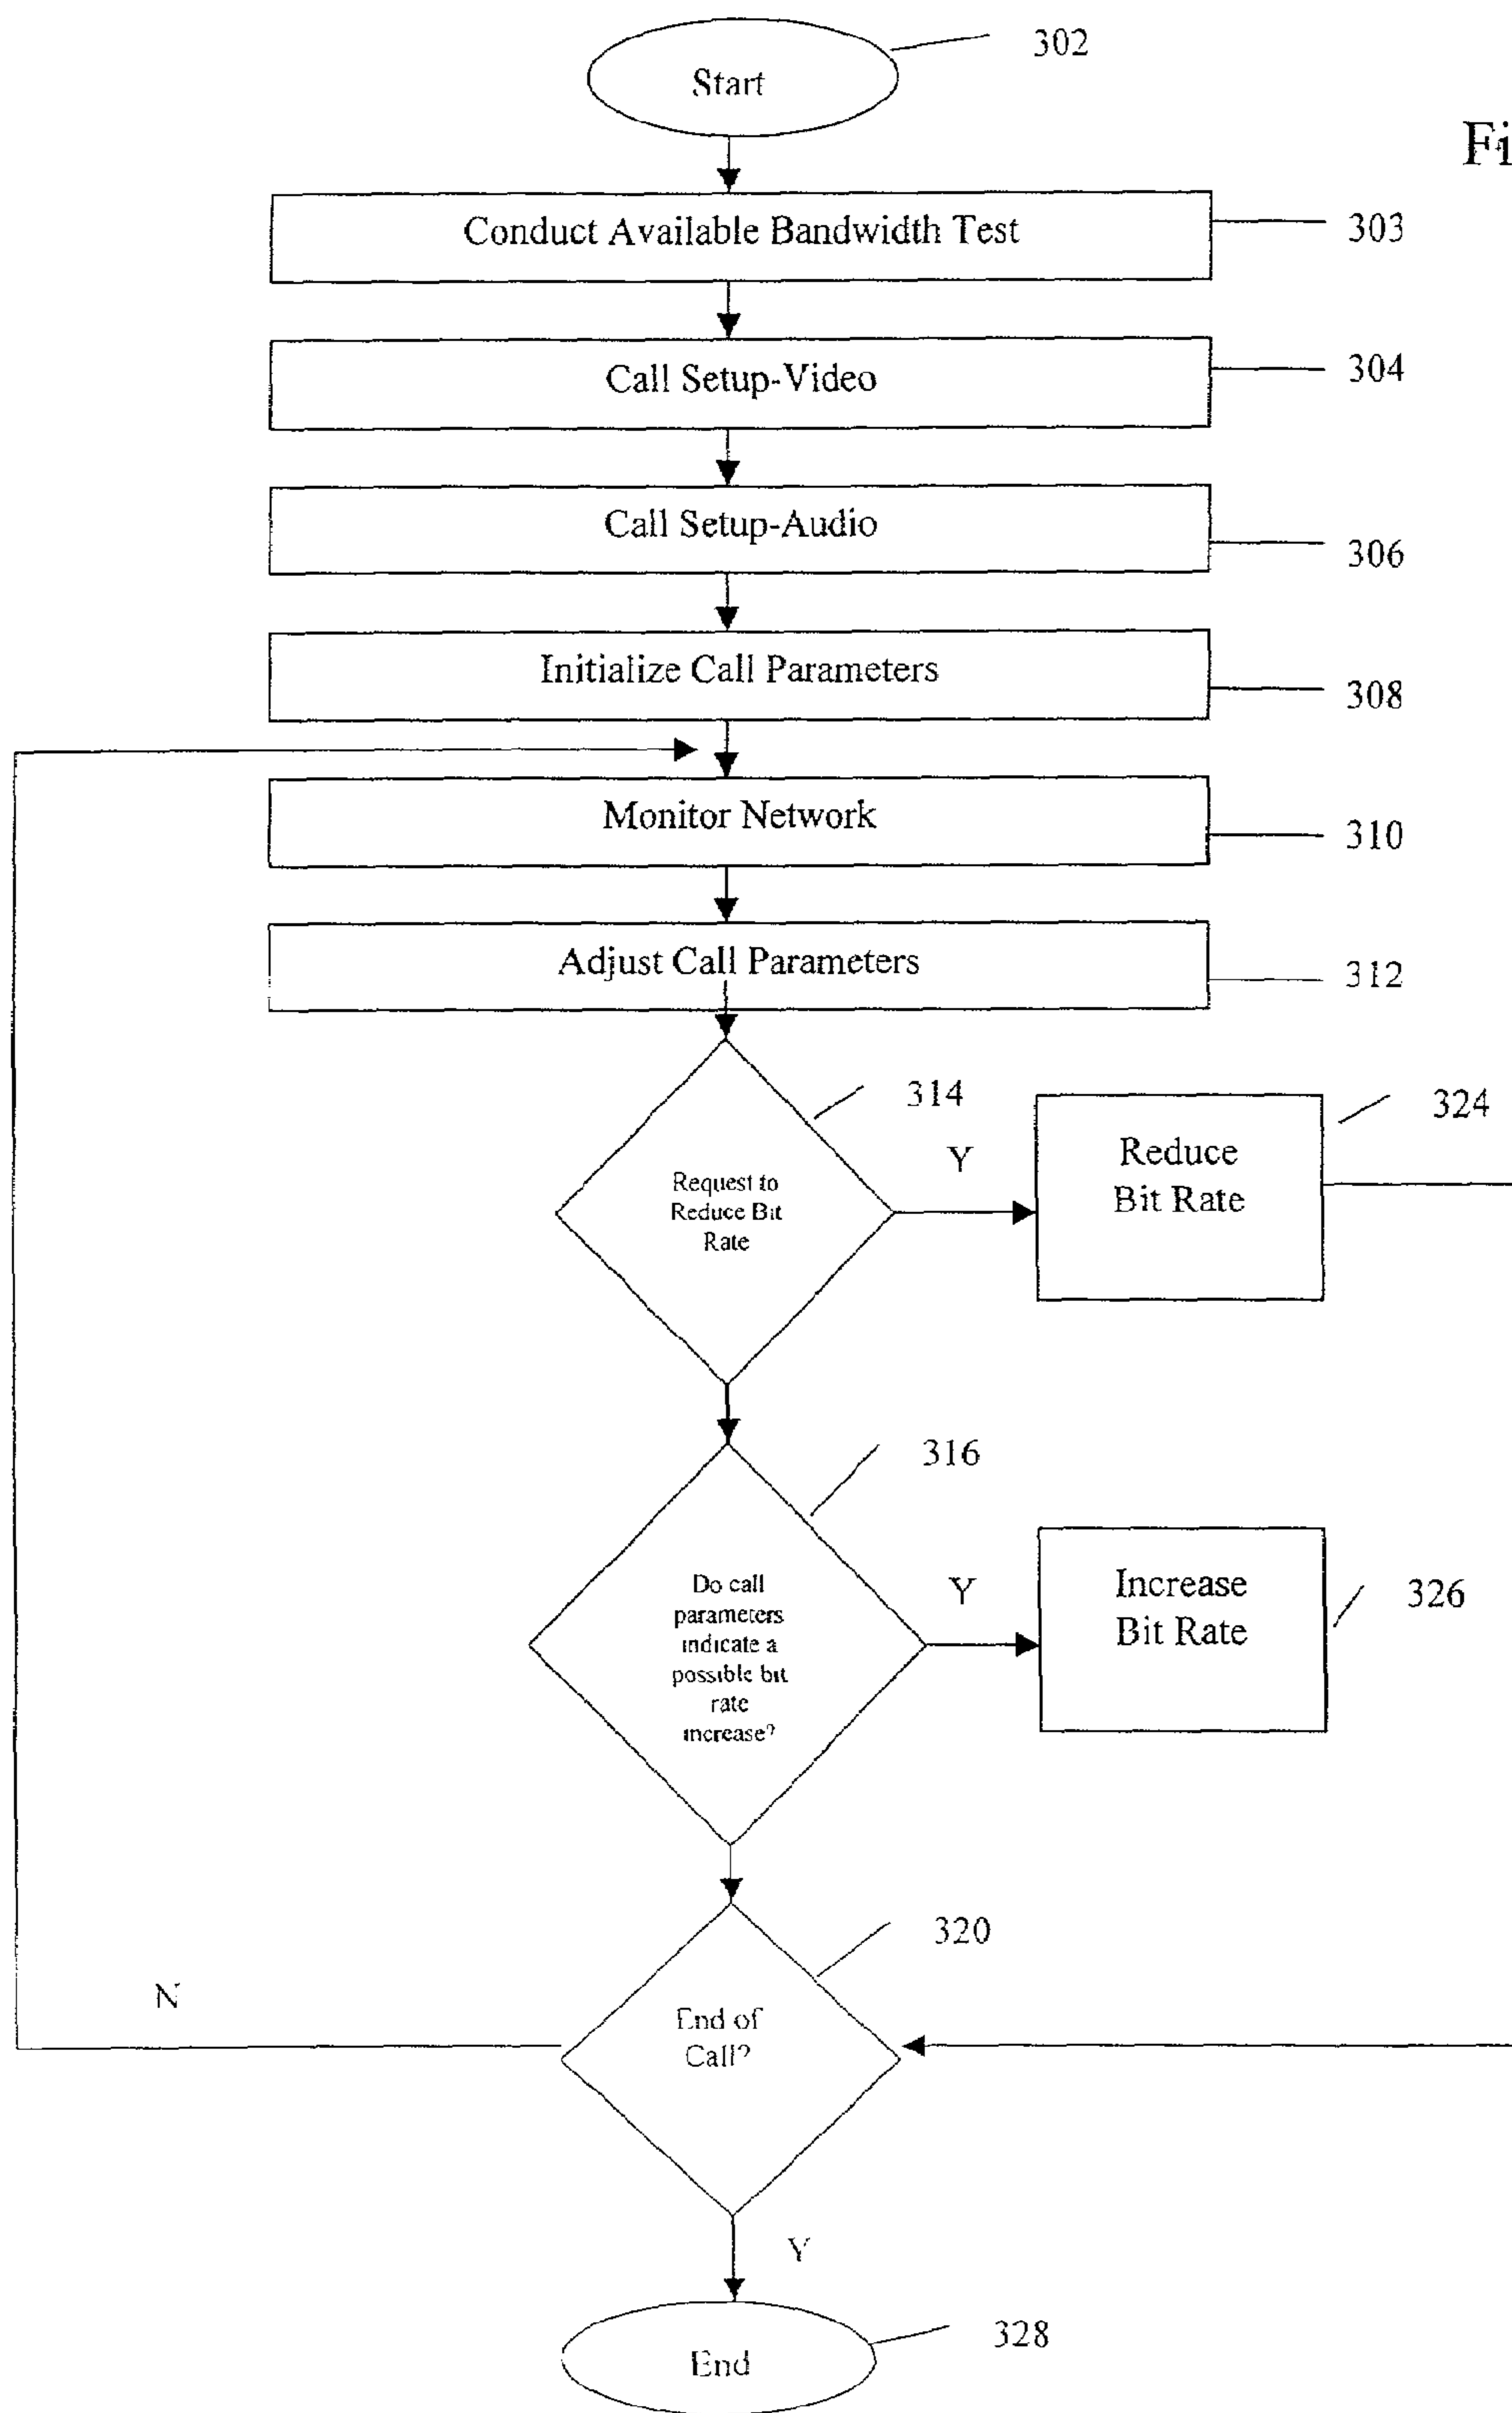 Start
302
Fi
Conduct Available Bandwidth Test
303
Call Setup-Video
304
Call Setup-Audio
306
Initialize Call Parameters
308
Monitor Network
310
Adjust Call Parameters
312
314
Request to
Reduce Bit
Rate
Y
Reduce
Bit Rate
324
316
Do call
parameters
indicate a
possible bit
rate
increase?
Y
Increase
Bit Rate
326
320
End of
Call?
N
Y
End
328